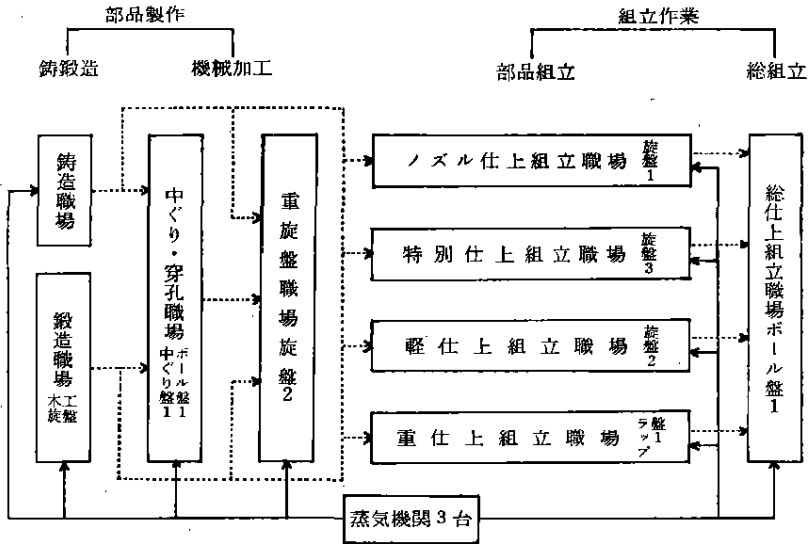 部品製作
組立作業
鋳鍛造
機械加工
部品組立
総組立
鋳造職場
鍛造職場
木工旋盤
中ぐり・穿孔職場
ボール盤1
中ぐり盤1
重旋盤職場旋盤2
ノズル仕上組立職場
旋盤1
特別仕上組立職場
旋盤3
軽仕上組立職場
旋盤2
重仕上組立職場
ラップ盤1
総仕上組立職場ボール盤1
蒸気機関3台